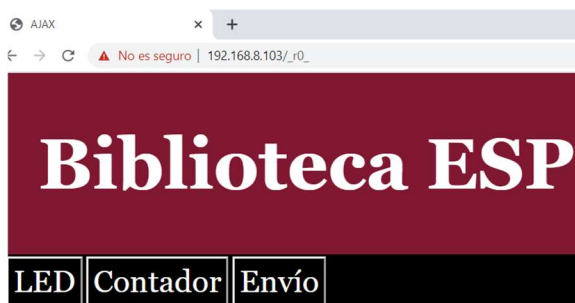 AJAX
No es seguro | 192.168.8.103/_r0_
Biblioteca ESP
LED Contador Envío